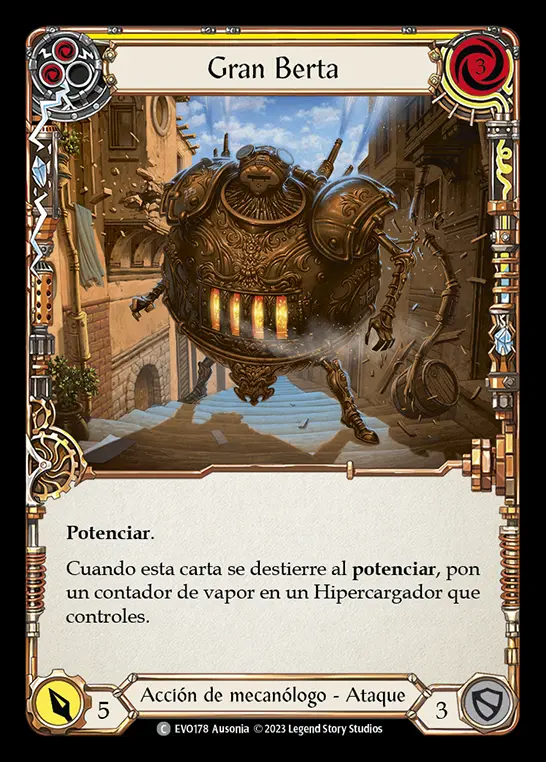 Gran Berta
3
Potenciar.
Cuando esta carta se destierre al potenciar, pon
un contador de vapor en un Hipercargador que
controles.
5
Acción de mecanólogo - Ataque
3
C EVO178 Ausonia ©2023 Legend Story Studios